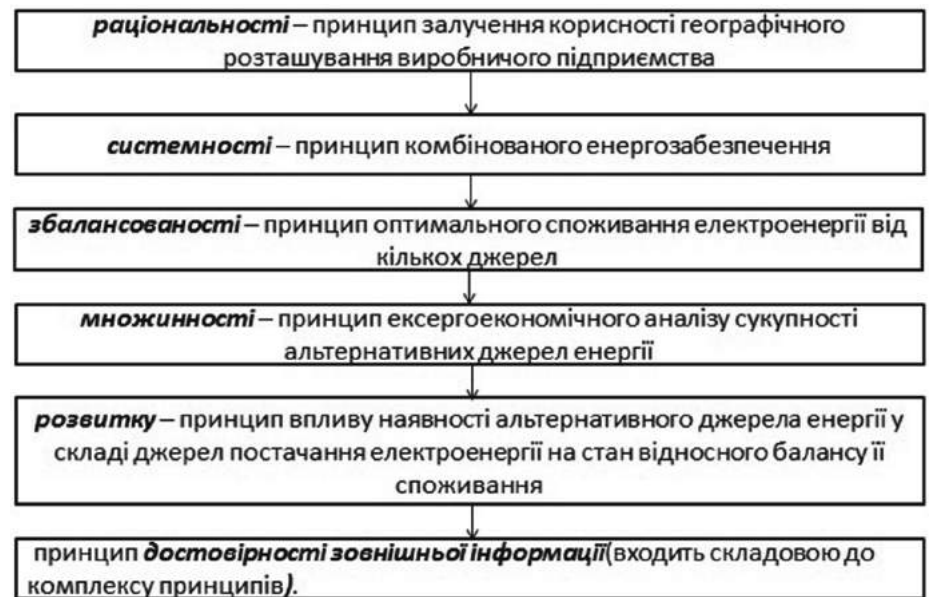 раціональності – принцип залучення корисності географічного
розташування виробничого підприємства
системності – принцип комбінованого енергозабезпечення
збалансованості – принцип оптимального споживання електроенергії від
кількох джерел
множинності – принцип ексергоекономічного аналізу сукупності
альтернативних джерел енергії
розвитку – принцип впливу наявності альтернативного джерела енергії у
складі джерел постачання електроенергії на стан відносного балансу її
споживання
принцип достовірності зовнішньої інформації(входить складовою до
комплексу принципів).